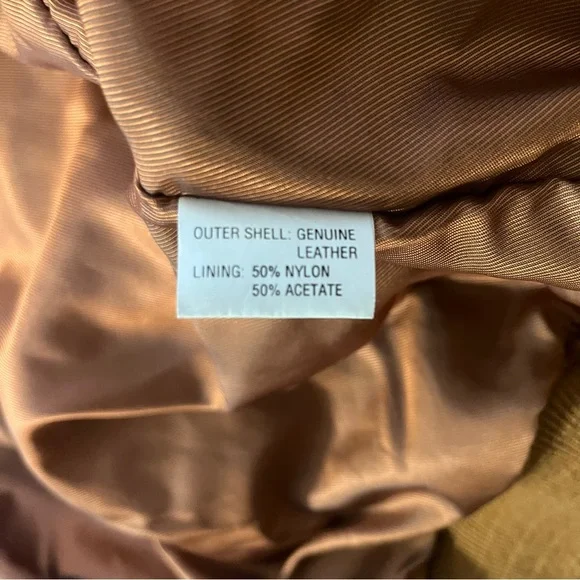 OUTER SHELL: GENUINE
LEATHER
LINING: 50% NYLON
50% ACETATE